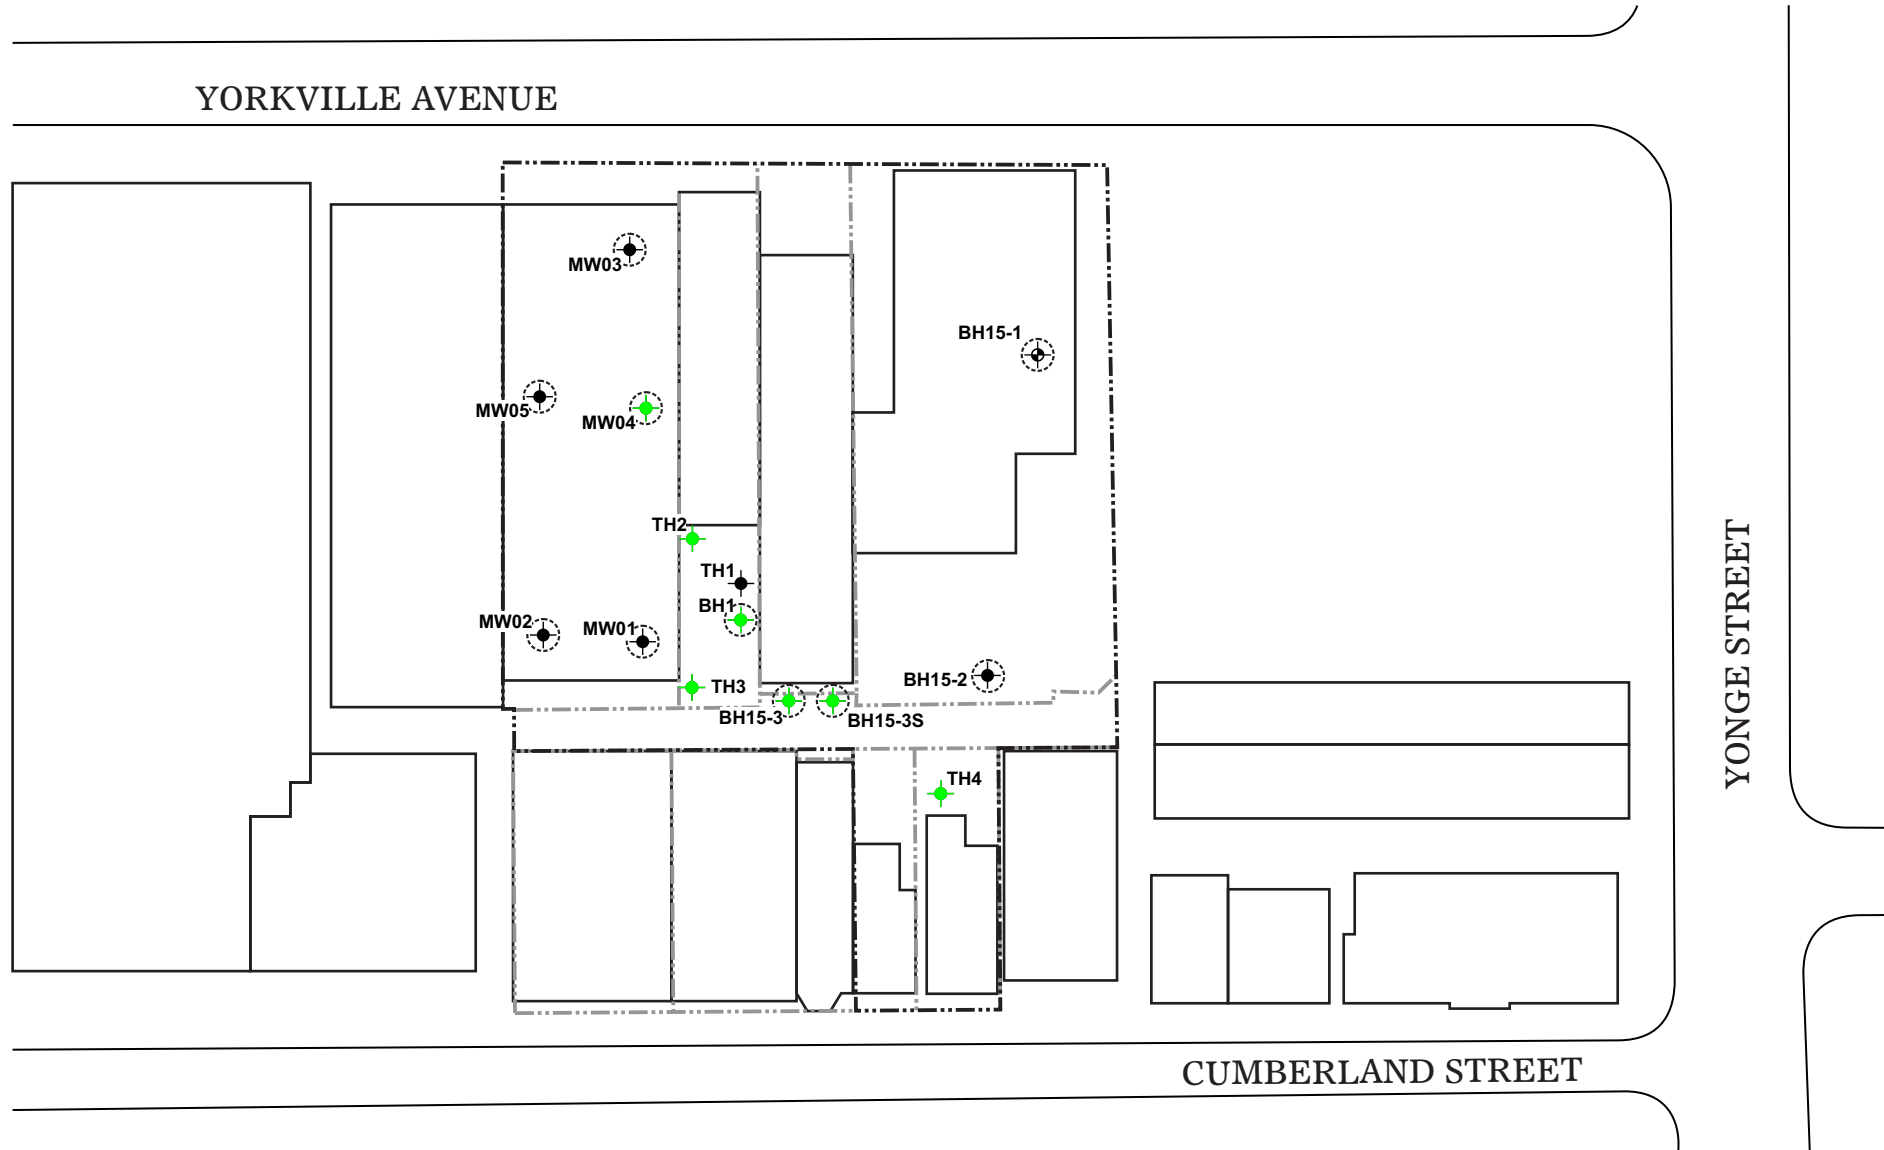 YORKVILLE AVENUE
MW03
BH15-1
MW05
MW04
TH2
TH1
BH1
MW02
MW01
TH3
BH15-2
BH15-3
BH15-3S
TH4
YONGE STREET
CUMBERLAND STREET